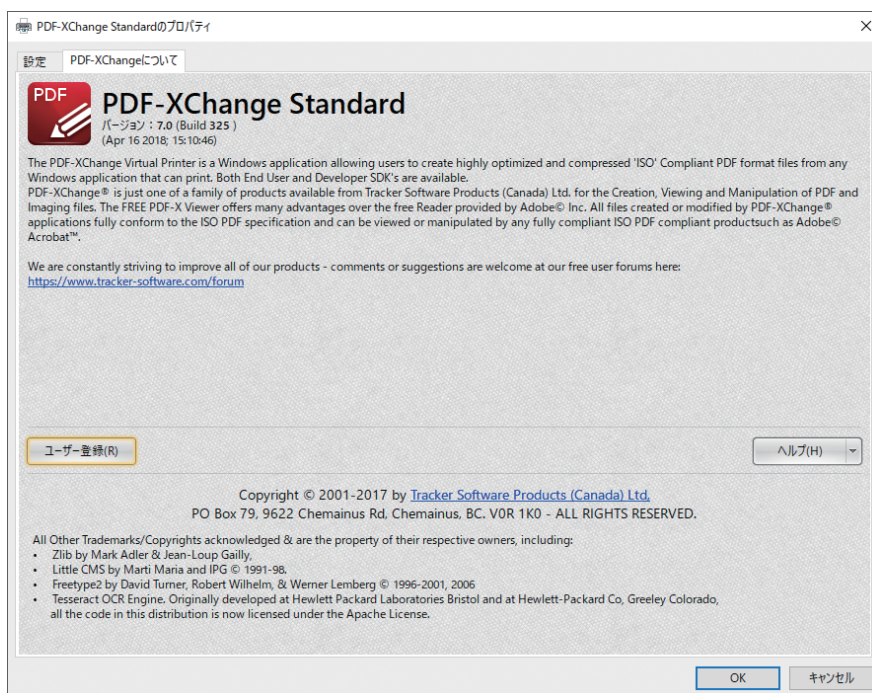 PDF-XChange Standardのプロパティ
設定
PDF-XChangeについて
PDF
PDF-XChange Standard
バージョン：7.0 (Build 325 )
(Apr 16 2018; 15:10:46)
The PDF-XChange Virtual Printer is a Windows application allowing users to create highly optimized and compressed 'ISO' Compliant PDF format files from any
Windows application that can print. Both End User and Developer SDK's are available.
PDF-XChange® is just one of a family of products available from Tracker Software Products (Canada) Ltd. for the Creation, Viewing and Manipulation of PDF and
Imaging files. The FREE PDF-X Viewer offers many advantages over the free Reader provided by Adobe© Inc. All files created or modified by PDF-XChange®
applications fully conform to the ISO PDF specification and can be viewed or manipulated by any fully compliant ISO PDF compliant productsuch as Adobe©
Acrobat™.
We are constantly striving to improve all of our products - comments or suggestions are welcome at our free user forums here:
https://www.tracker-software.com/forum
ユーザー登録(R)
ヘルプ(H)
Copyright © 2001-2017 by Tracker Software Products (Canada) Ltd.
PO Box 79, 9622 Chemainus Rd, Chemainus, BC. V0R 1K0 - ALL RIGHTS RESERVED.
All Other Trademarks/Copyrights acknowledged & are the property of their respective owners, including:
• Zlib by Mark Adler & Jean-Loup Gailly,
• Little CMS by Marti Maria and IPG © 1991-98.
• Freetype2 by David Turner, Robert Wilhelm, & Werner Lemberg © 1996-2001, 2006
• Tesseract OCR Engine. Originally developed at Hewlett Packard Laboratories Bristol and at Hewlett-Packard Co, Greeley Colorado,
all the code in this distribution is now licensed under the Apache License.
OK
キャンセル